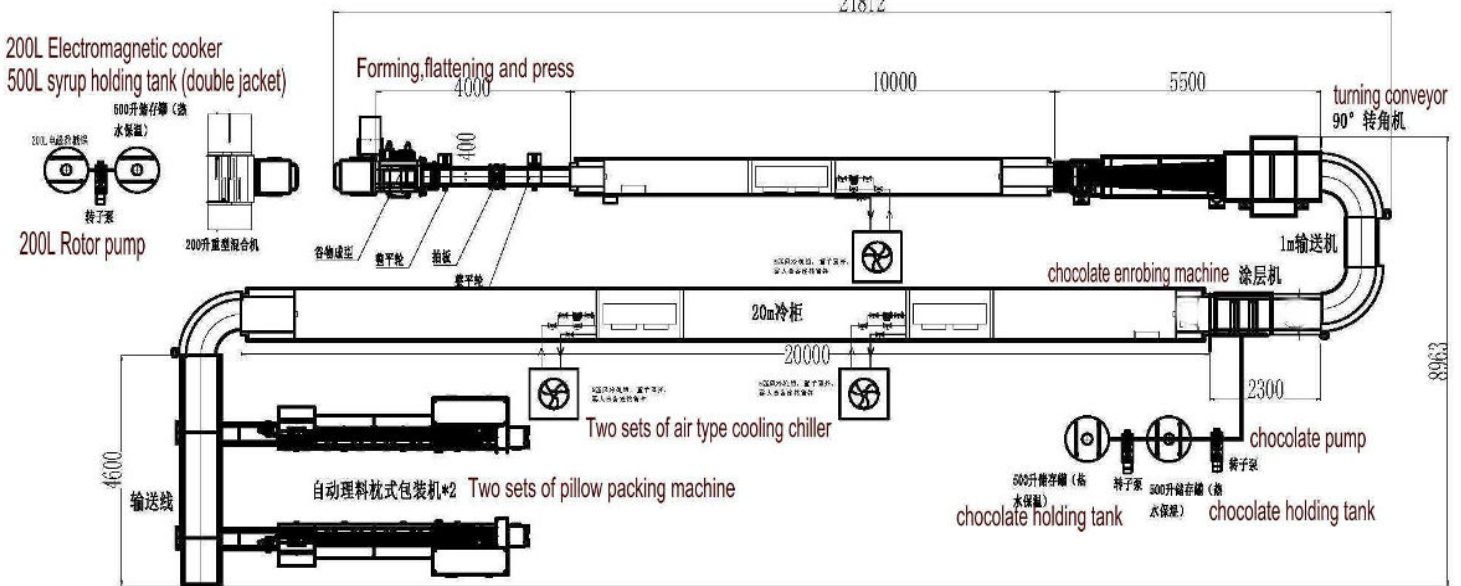 21812
200L Electromagnetic cooker
500L syrup holding tank (double jacket)
Forming,flattening and press
4000
10000
5500
turning conveyor
90° 转角机
500升储存罐（热
水保温）
400
转子泵
200L Rotor pump
200升重型混合机
谷物成型
整平轮
拍板
整平轮
1m输送机
chocolate enrobing machine
涂层机
20m冷柜
20000
8963
2300
Two sets of air type cooling chiller
chocolate pump
转子泵
4600
输送线
自动理料枕式包装机*2
Two sets of pillow packing machine
500升储存罐（热
水保温）
转子泵
500升储存罐（热
水保温）
chocolate holding tank
chocolate holding tank